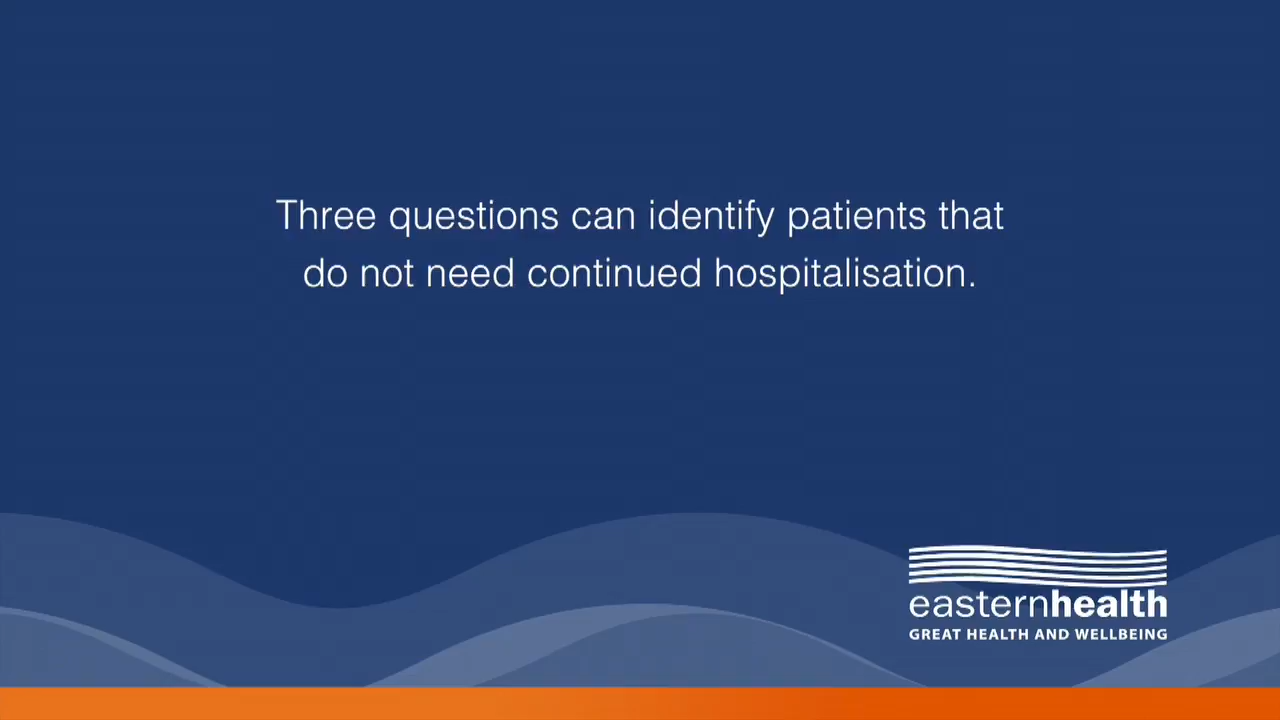 Three questions can identify patients that
do not need continued hospitalisation.
easternhealth
GREAT HEALTH AND WELLBEING